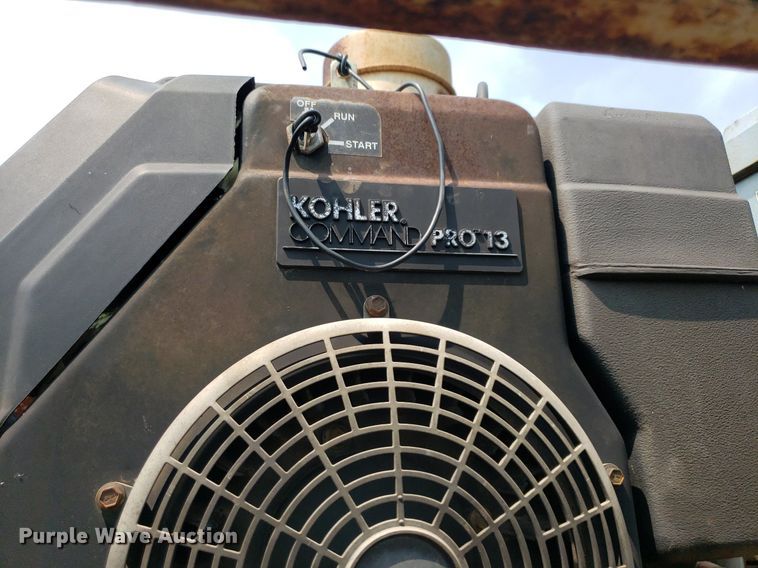 OFF
RUN
START
KOHLER
COMMAND PRO 13
Purple Wave Auction